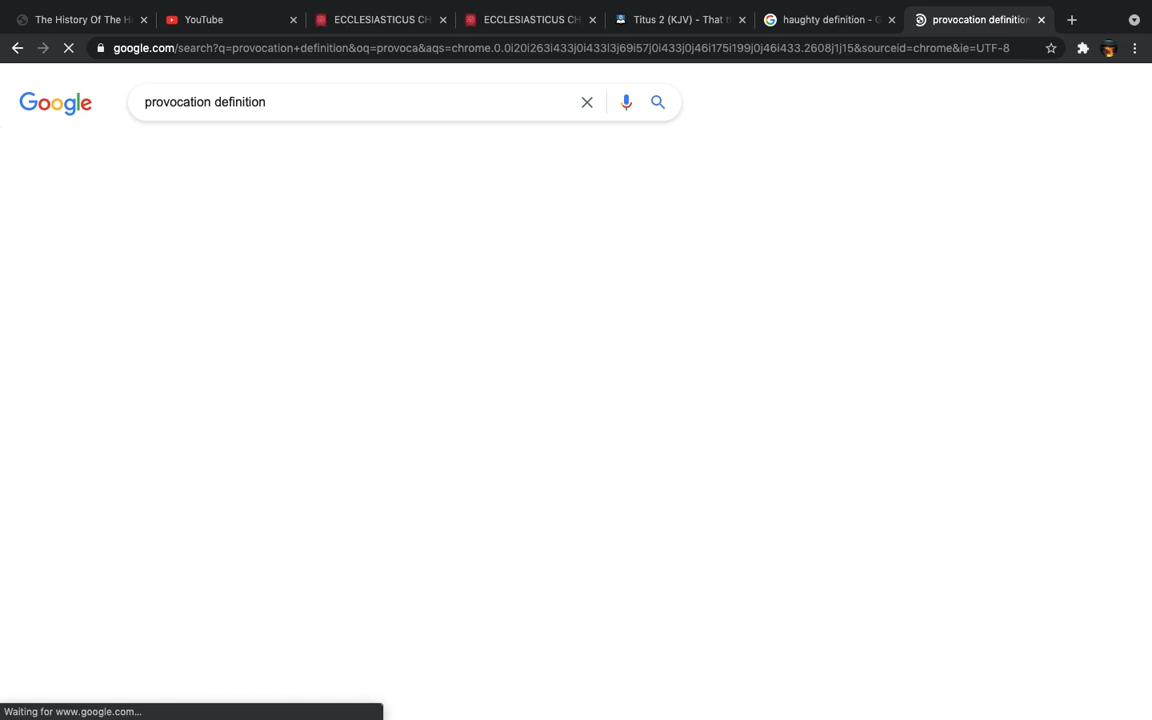 The History Of The H
YouTube
ECCLESIASTICUS CH
ECCLESIASTICUS CH
Titus 2 (KJV) - That t
haughty definition - G
provocation definition
google.com/search?q=provocation+definition&oq=provoca&aqs=chrome.0.0i20i263i433j0i433l3j69i57j0i433j0j46i175i199j0j46i433.2608j1j15&sourceid=chrome&ie=UTF-8
Google
provocation definition
Waiting for www.google.com...